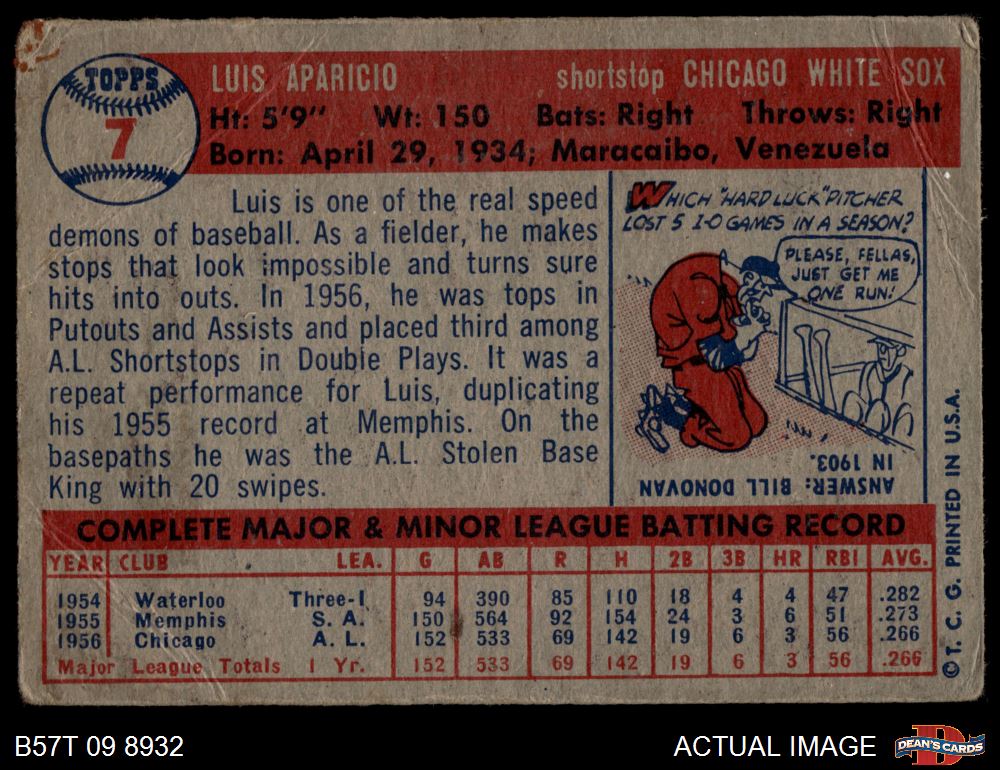 TOPPS
7
LUIS APARICIO shortstop CHICAGO WHITE SOX
Ht: 5'9" Wt: 150 Bats: Right Throws: Right
Born: April 29, 1934; Maracaibo, Venezuela
Luis is one of the real speed
demons of baseball. As a fielder, he makes
stops that look impossible and turns sure
hits into outs. In 1956, he was tops in
Putouts and Assists and placed third among
A.L. Shortstops in Double Plays. It was a
repeat performance for Luis, duplicating
his 1955 record at Memphis. On the
basepaths he was the A.L. Stolen Base
King with 20 swipes.
WHICH "HARD LUCK" PITCHER
LOST 5 1-0 GAMES IN A SEASON?
PLEASE, FELLAS,
JUST GET ME
ONE RUN!
ANSWER: BILL DONOVAN
IN 1903.
COMPLETE MAJOR & MINOR LEAGUE BATTING RECORD
YEAR CLUB LEA. G AB R H 2B 3B HR RBI AVG.
1954 Waterloo Three-I 94 390 85 110 18 4 4 47 .282
1955 Memphis S. A. 150 564 92 154 24 3 6 51 .273
1956 Chicago A. L. 152 533 69 142 19 6 3 56 .266
Major League Totals 1 Yr. 152 533 69 142 19 6 3 56 .266
© T. C. G. PRINTED IN U.S.A.
B57T 09 8932 ACTUAL IMAGE
DEAN'S CARDS